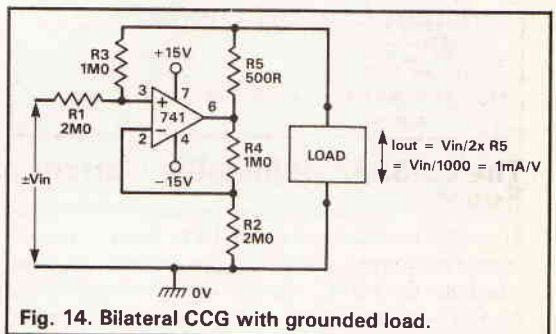 R3
1M0
+15V
R5
500R
R1
2M0
3
7
741
6
2
4
R4
1M0
-15V
R2
2M0
±Vin
LOAD
Iout = Vin/2x R5
= Vin/1000 = 1mA/V
0V
Fig. 14. Bilateral CCG with grounded load.